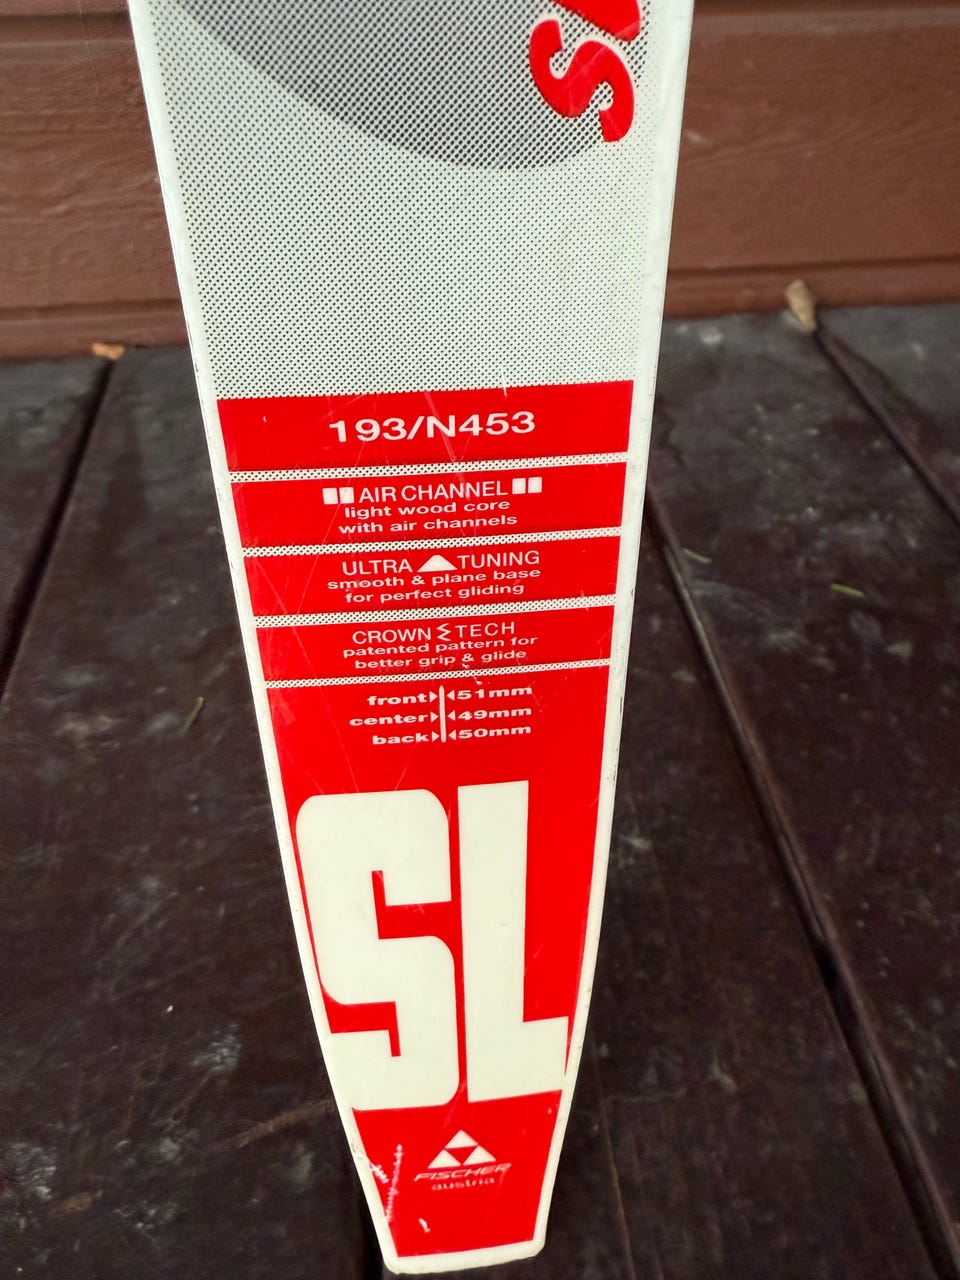 193/N453
AIR CHANNEL
light wood core
with air channels
ULTRA TUNING
smooth & plane base
for perfect gliding
CROWN TECH
patented pattern for
better grip & glide
front 51mm
center 49mm
back 50mm
SL
FISCHER
austria